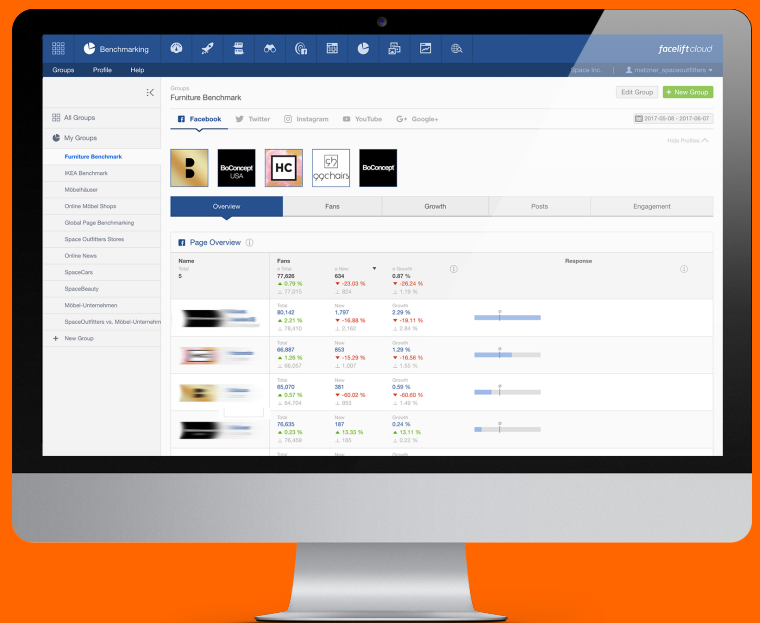 Benchmarking
faceliftcloud
Groups Profile Help
Space Inc. | metzner_spaceoutfitters
Groups
Furniture Benchmark
Edit Group + New Group
All Groups
My Groups
Furniture Benchmark
IKEA Benchmark
Möbelhäuser
Online Möbel Shops
Global Page Benchmarking
Space Outfitters Stores
Online News
SpaceCars
SpaceBeauty
Möbel-Unternehmen
SpaceOutfitters vs. Möbel-Unternehm
+ New Group
Facebook Twitter Instagram YouTube G+ Google+
2017-05-08 - 2017-06-07
Hide Profiles
B
BoConcept
USA
HC
ggchairs
BoConcept
Overview Fans Growth Posts Engagement
Page Overview
Name Fans Response
Total ø Total ø New ø Growth
5 77,626 634 0.87 %
▲ 0.79 % ▼ -23.03 % ▼ -26.24 %
77,015 824 1.19 %
Total New Growth
80,142 1,797 2.29 %
▲ 2.21 % ▼ -16.88 % ▼ -19.11 %
78,410 2,162 2.84 %
Total New Growth
66,887 853 1.29 %
▲ 1.26 % ▼ -15.29 % ▼ -16.56 %
66,057 1,007 1.55 %
Total New Growth
65,070 381 0.59 %
▲ 0.57 % ▼ -60.02 % ▼ -60.60 %
64,704 953 1.49 %
Total New Growth
76,635 187 0.24 %
▲ 0.23 % ▲ 13.33 % ▲ 13.11 %
76,459 165 0.22 %
Total New Growth